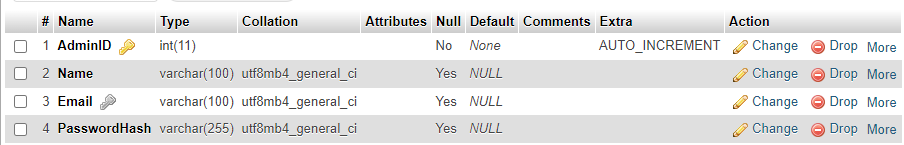 # Name Type Collation Attributes Null Default Comments Extra Action
1 AdminID int(11) No None AUTO_INCREMENT Change Drop More
2 Name varchar(100) utf8mb4_general_ci Yes NULL Change Drop More
3 Email varchar(100) utf8mb4_general_ci Yes NULL Change Drop More
4 PasswordHash varchar(255) utf8mb4_general_ci Yes NULL Change Drop More